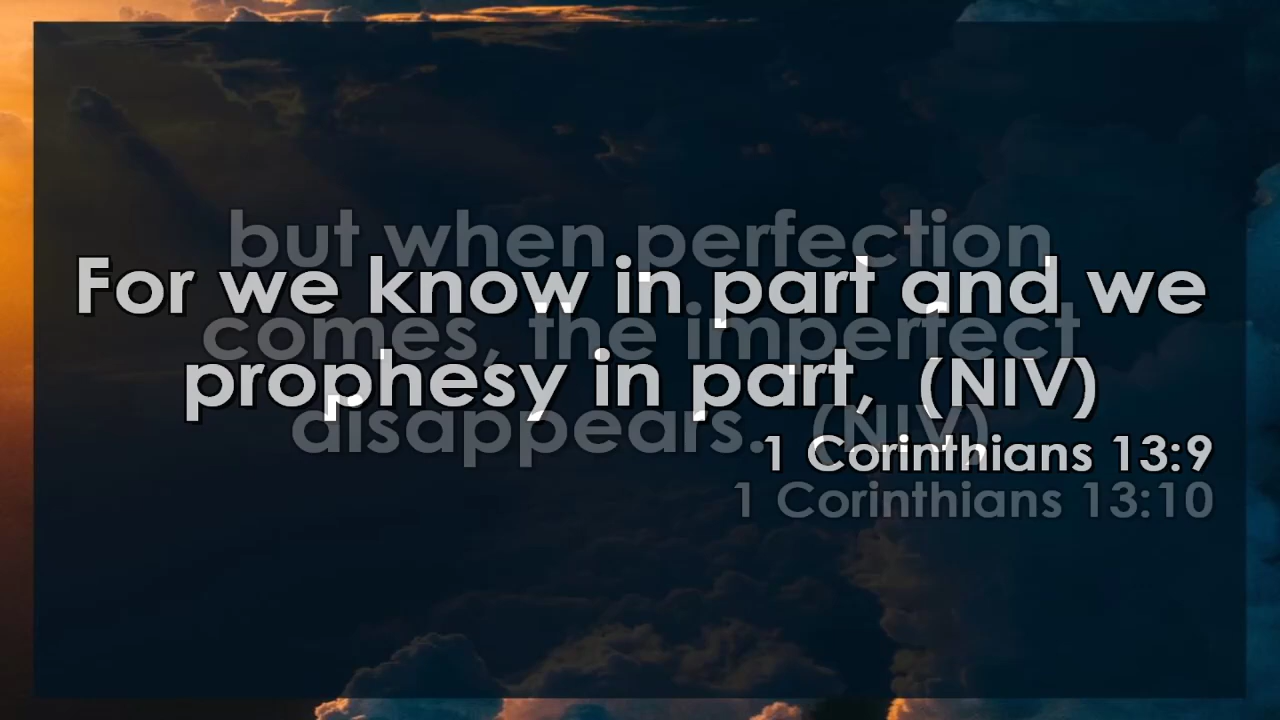 For we know in part and we
prophesy in part, (NIV)
1 Corinthians 13:9
but when perfection
comes, the imperfect
disappears. (NIV)
1 Corinthians 13:10